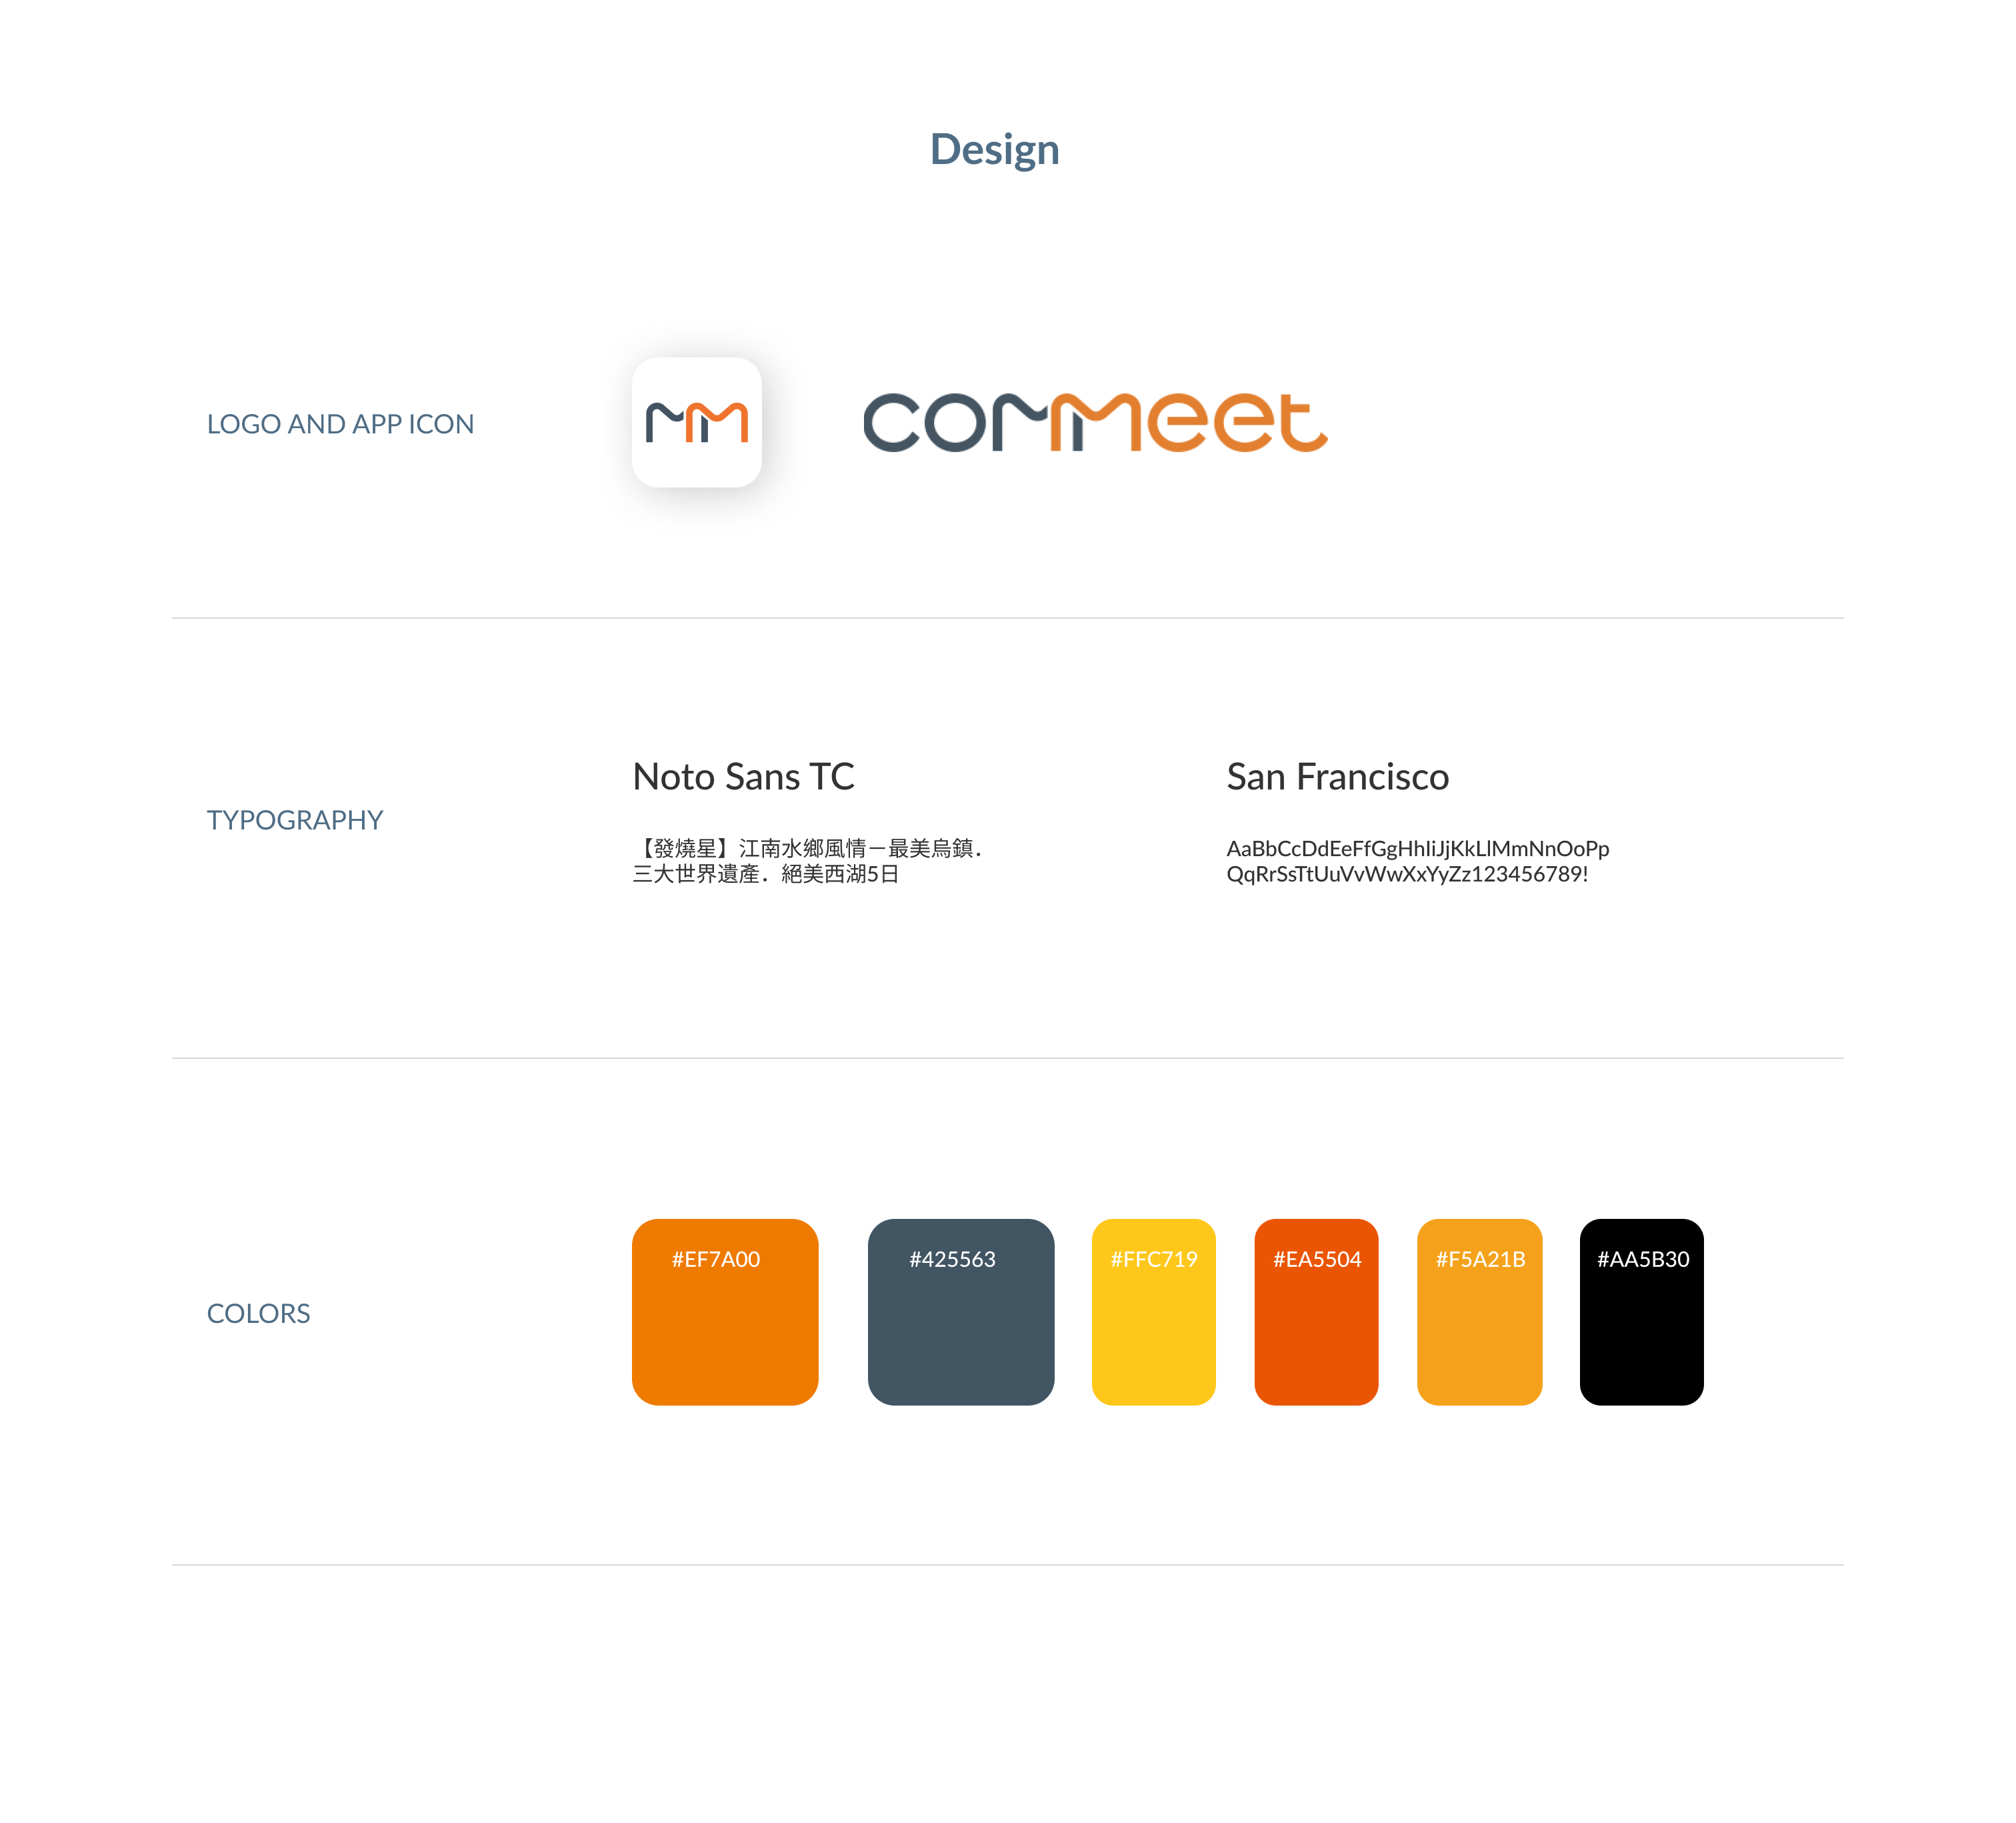 Design
LOGO AND APP ICON
MM
commeet
TYPOGRAPHY
Noto Sans TC
【發燒星】江南水鄉風情－最美烏鎮．
三大世界遺產．絕美西湖5日
San Francisco
AaBbCcDdEeFfGgHhIiJjKkLlMmNnOoPp
QqRrSsTtUuVvWwXxYyZz123456789!
COLORS
#EF7A00
#425563
#FFC719
#EA5504
#F5A21B
#AA5B30